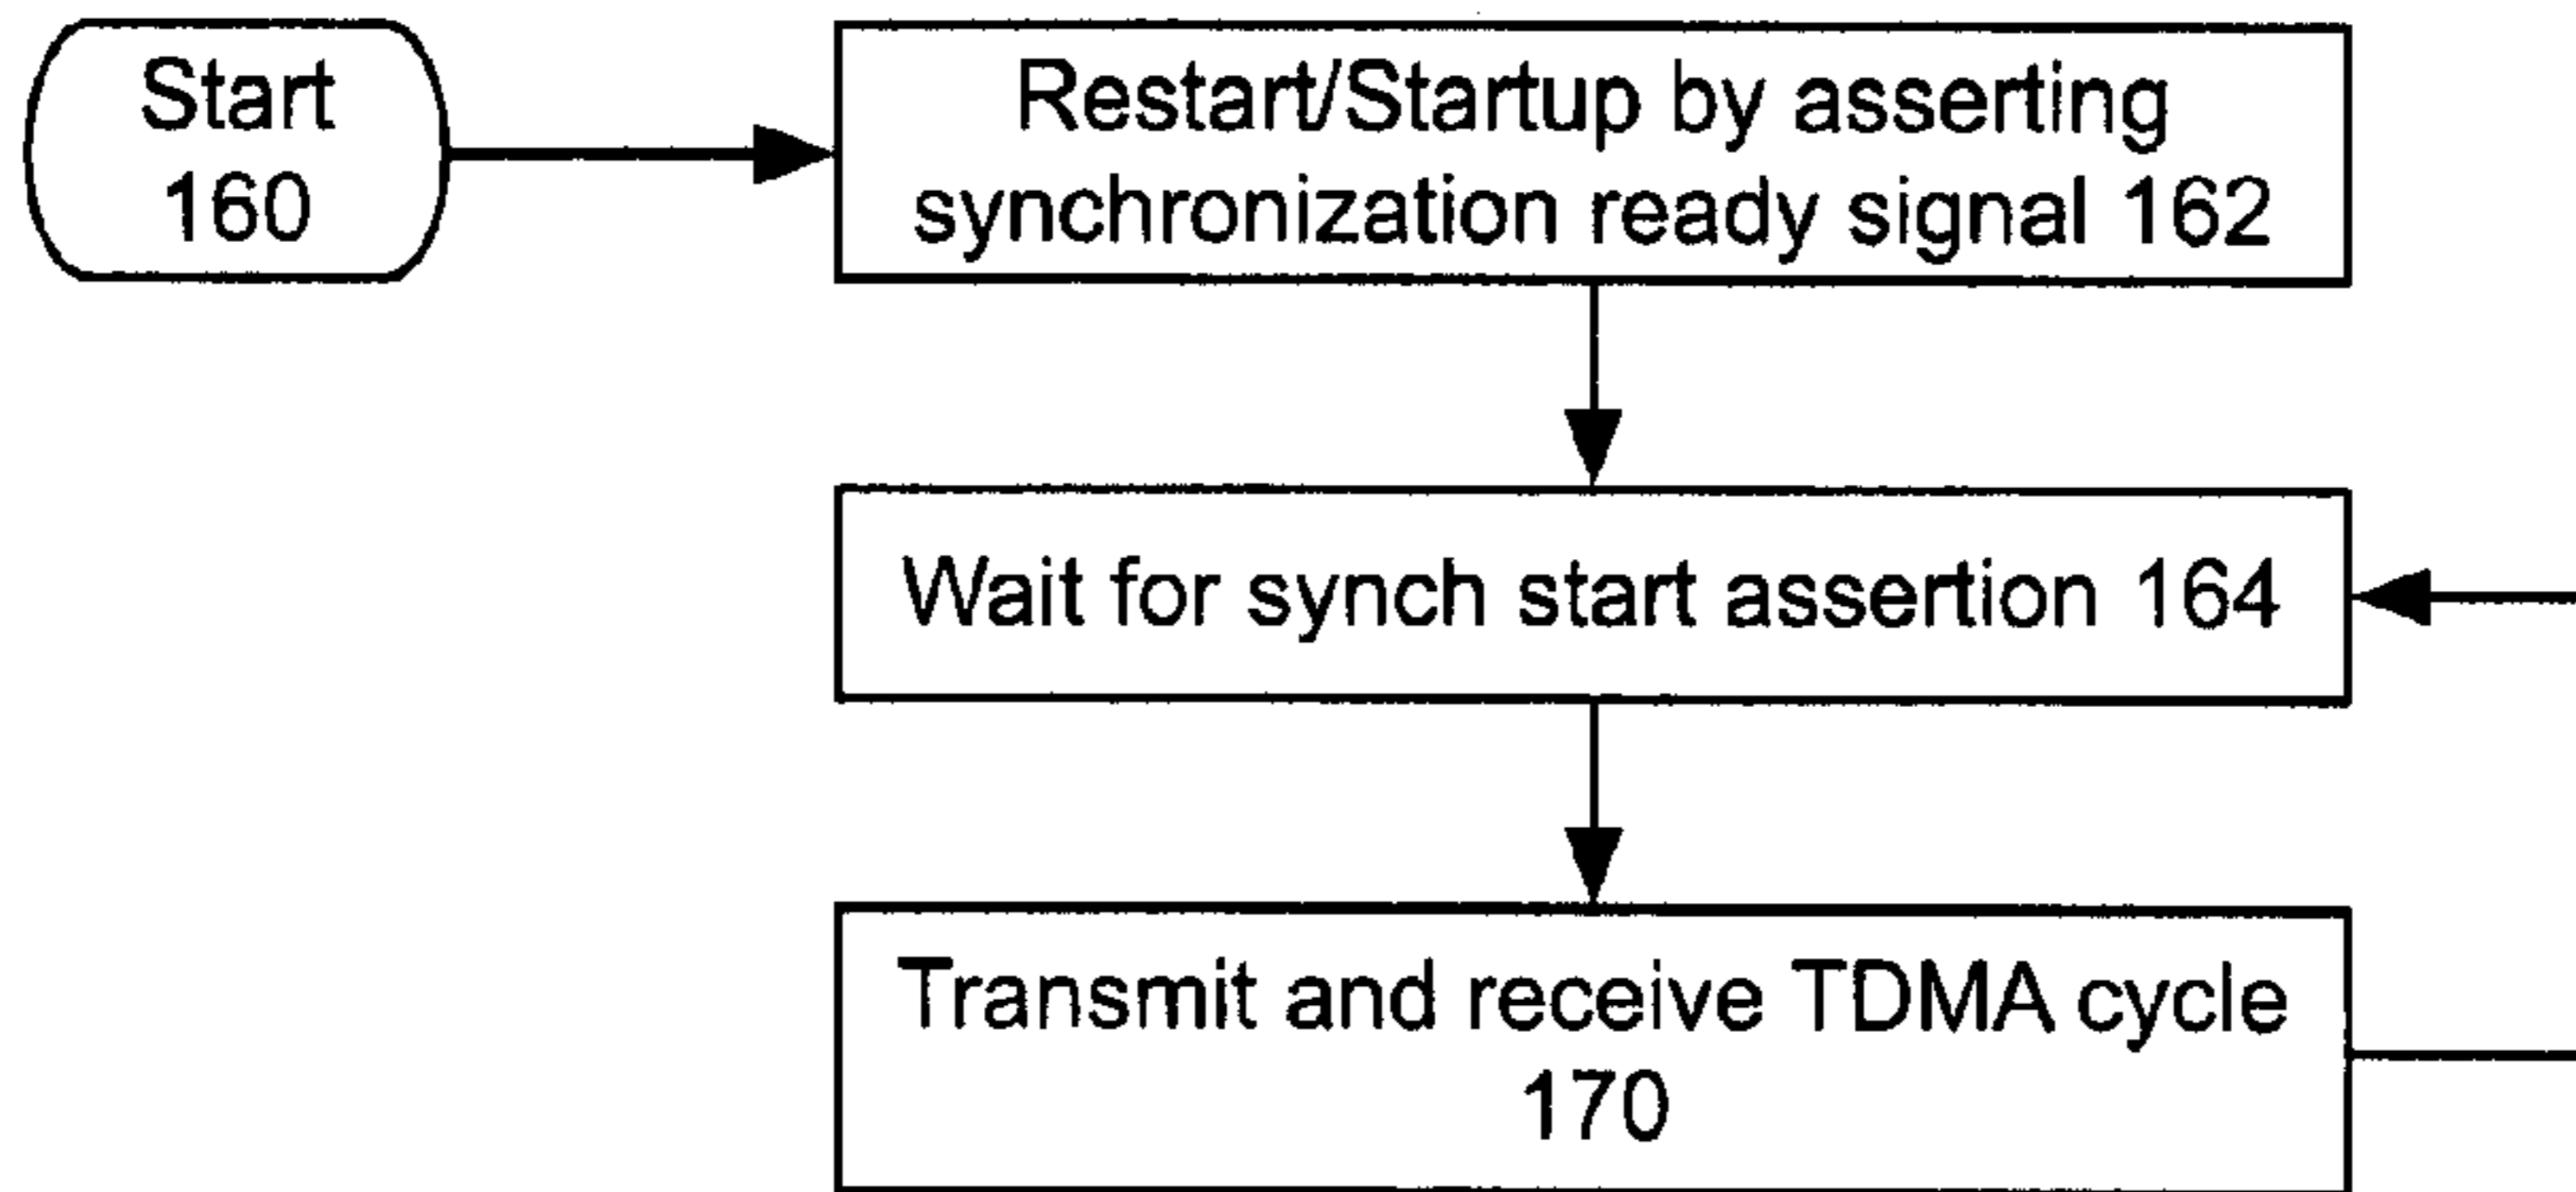 Start
160
Restart/Startup by asserting
synchronization ready signal 162
Wait for synch start assertion 164
Transmit and receive TDMA cycle
170